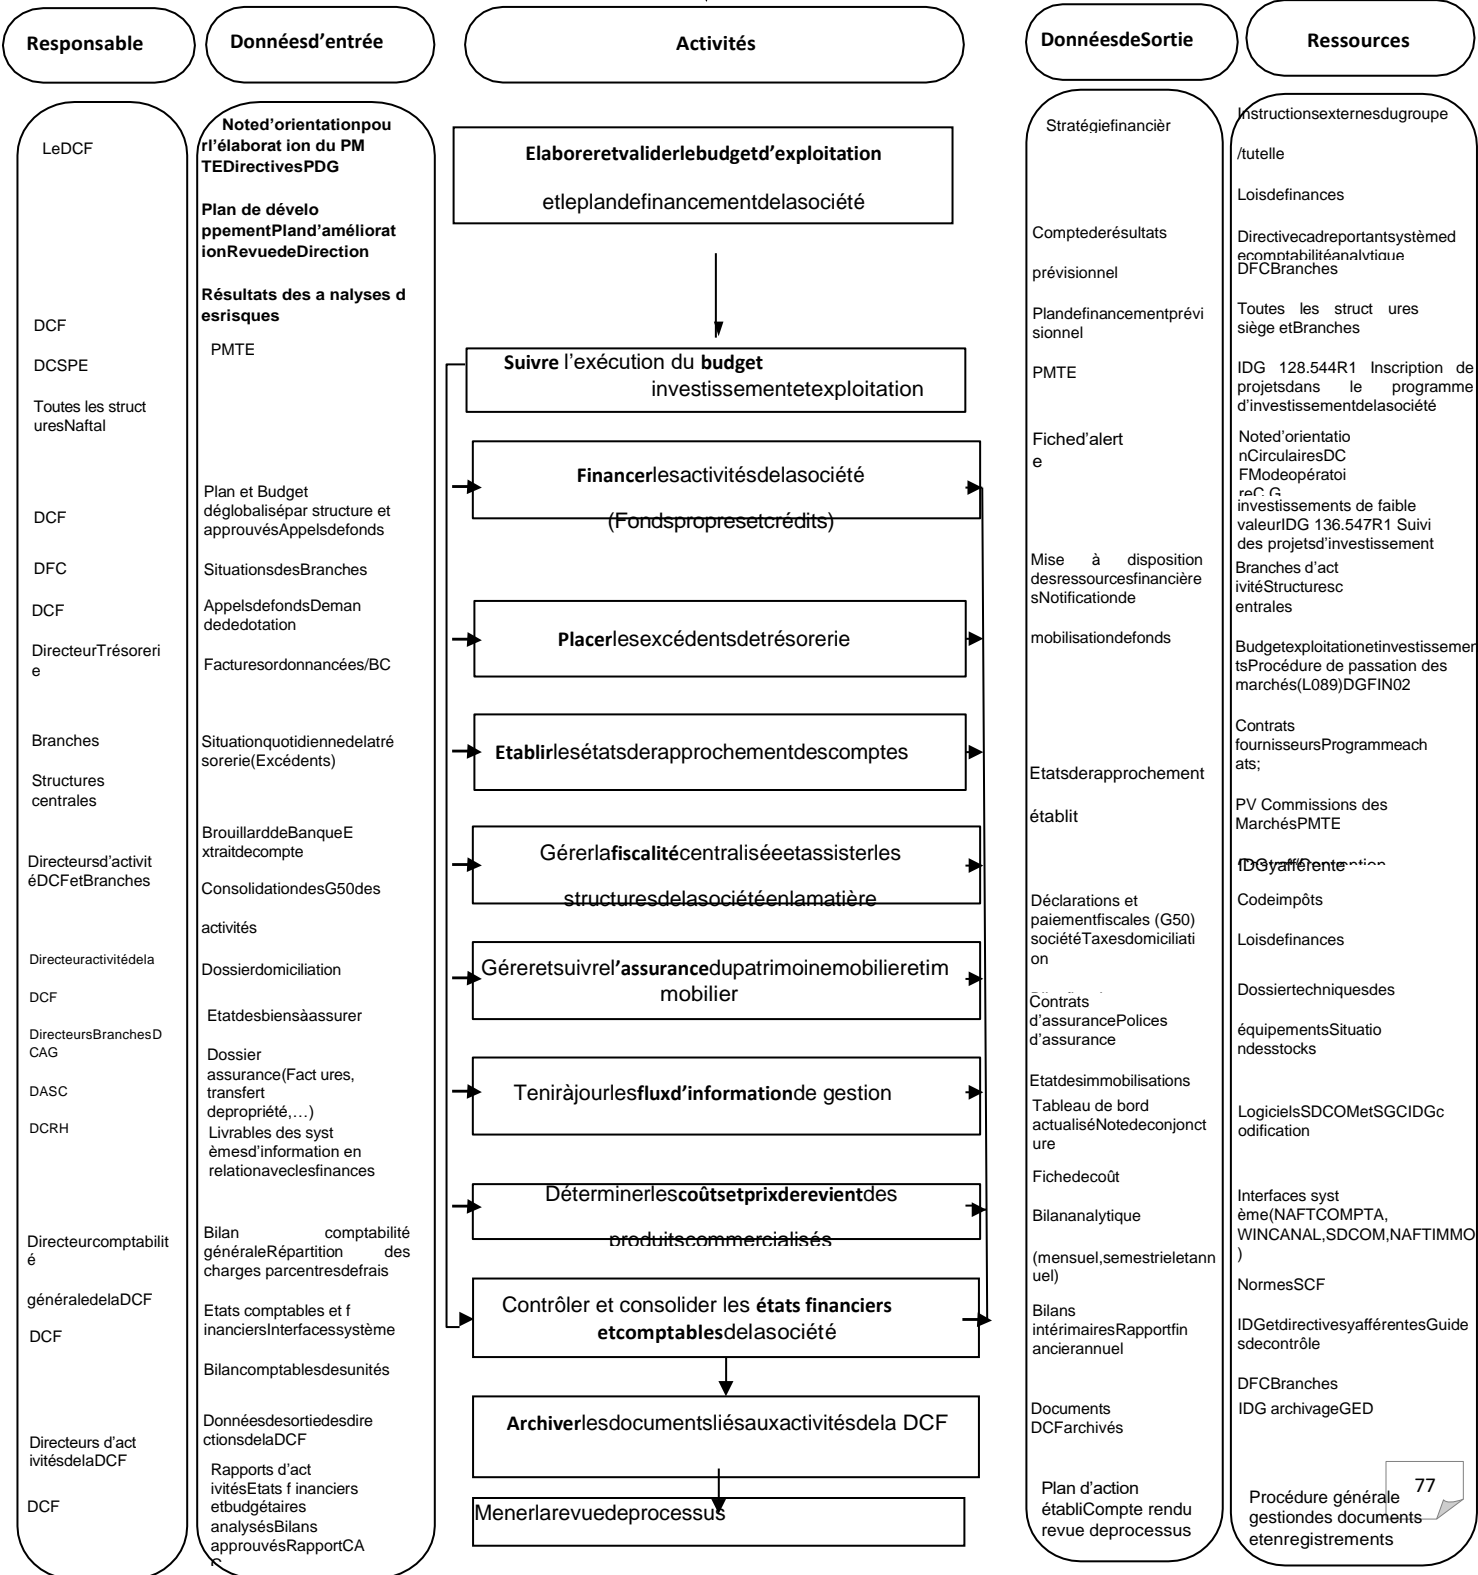 Responsable
Donnéesd’entrée
Activités
DonnéesdeSortie
Ressources
LeDCF
DCF
DCSPE
Toutes les struct
uresNaftal
DCF
DFC
DCF
DirecteurTrésoreri
e
Branches
Structures
centrales
Directeursd’activit
éDCFetBranches
Directeuractivitédela
DCF
DirecteursBranchesD
CAG
DASC
DCRH
Directeurcomptabilit
é
généraledelaDCF
DCF
Directeurs d’act
ivitésdelaDCF
DCF
Noted’orientationpou
rl’élaborat ion du PM
TEDirectivesPDG
Plan de dévelo
ppementPland’améliorat
ionRevuedeDirection
Résultats des a nalyses d
esrisques
PMTE
Plan et Budget
déglobalisépar structure et
approuvésAppelsdefonds
SituationsdesBranches
AppelsdefondsDeman
dededotation
Facturesordonnancées/BC
Situationquotidiennedelatré
sorerie(Excédents)
BrouillarddeBanqueE
xtraitdecompte
ConsolidationdesG50des
activités
Dossierdomiciliation
Etatdesbiensàassurer
Dossier
assurance(Fact ures,
transfert
depropriété,…)
Livrables des syst
èmesd’information en
relationaveclesfinances
Bilan comptabilité
généraleRépartition des
charges parcentresdefrais
Etats comptables et f
inanciersInterfacessystème
Bilancomptablesdesunités
Donnéesdesortiedesdire
ctionsdelaDCF
Rapports d’act
ivitésEtats f inanciers
etbudgétaires
analysésBilans
approuvésRapportCA
C
Elaboreretvaliderlebudgetd’exploitation
etleplandefinancementdelasociété
Suivre l’exécution du budget
investissementetexploitation
Financerlesactivitésdelasociété
(Fondspropresetcrédits)
Placerlesexcédentsdetrésorerie
Etablirlesétatsderapprochementdescomptes
Gérerlafiscalitécentraliséeetassisterles
structuresdelasociétéenlamatière
Géreretsuivrel’assurancedupatrimoinemobilieretim
mobilier
Teniràjourlesfluxd’informationde gestion
Déterminerlescoûtsetprixderevientdes
produitscommercialisés
Contrôler et consolider les états financiers
etcomptablesdelasociété
Archiverlesdocumentsliésauxactivitésdela DCF
Menerlarevuedeprocessus
Stratégiefinancièr
Comptederésultats
prévisionnel
Plandefinancementprévi
sionnel
PMTE
Fiched’alert
e
Mise à disposition
desressourcesfinancière
sNotificationde
mobilisationdefonds
Etatsderapprochement
établit
Déclarations et
paiementfiscales (G50)
sociétéTaxesdomiciliati
on
Contrats
d’assurancePolices
d’assurance
Etatdesimmobilisations
Tableau de bord
actualiséNotedeconjonct
ure
Fichedecoût
Bilananalytique
(mensuel,semestrieletann
uel)
Bilans
intérimairesRapportfin
ancierannuel
Documents
DCFarchivés
Plan d’action
établiCompte rendu
revue deprocessus
Instructionsexternesdugroupe
/tutelle
Loisdefinances
Directivecadreportantsystèmed
ecomptabilitéanalytique
DFCBranches
Toutes les struct ures
siège etBranches
IDG 128.544R1 Inscription de
projetsdans le programme
d’investissementdelasociété
Noted’orientatio
nCirculairesDC
FModeopératoi
reC.G
investissements de faible
valeurIDG 136.547R1 Suivi
des projetsd’investissement
Branches d’act
ivitéStructuresc
entrales
Budgetexploitationetinvestissemen
tsProcédure de passation des
marchés(L089)DGFIN02
Contrats
fournisseursProgrammeach
ats;
PV Commissions des
MarchésPMTE
IDGyafférente
Codeimpôts
Loisdefinances
Dossiertechniquesdes
équipementsSituatio
ndesstocks
LogicielsSDCOMetSGCIDGc
odification
Interfaces syst
ème(NAFTCOMPTA,
WINCANAL,SDCOM,NAFTIMMO
)
NormesSCF
IDGetdirectivesyafférentesGuide
sdecontrôle
DFCBranches
IDG archivageGED
Procédure générale
gestiondes documents
etenregistrements
77